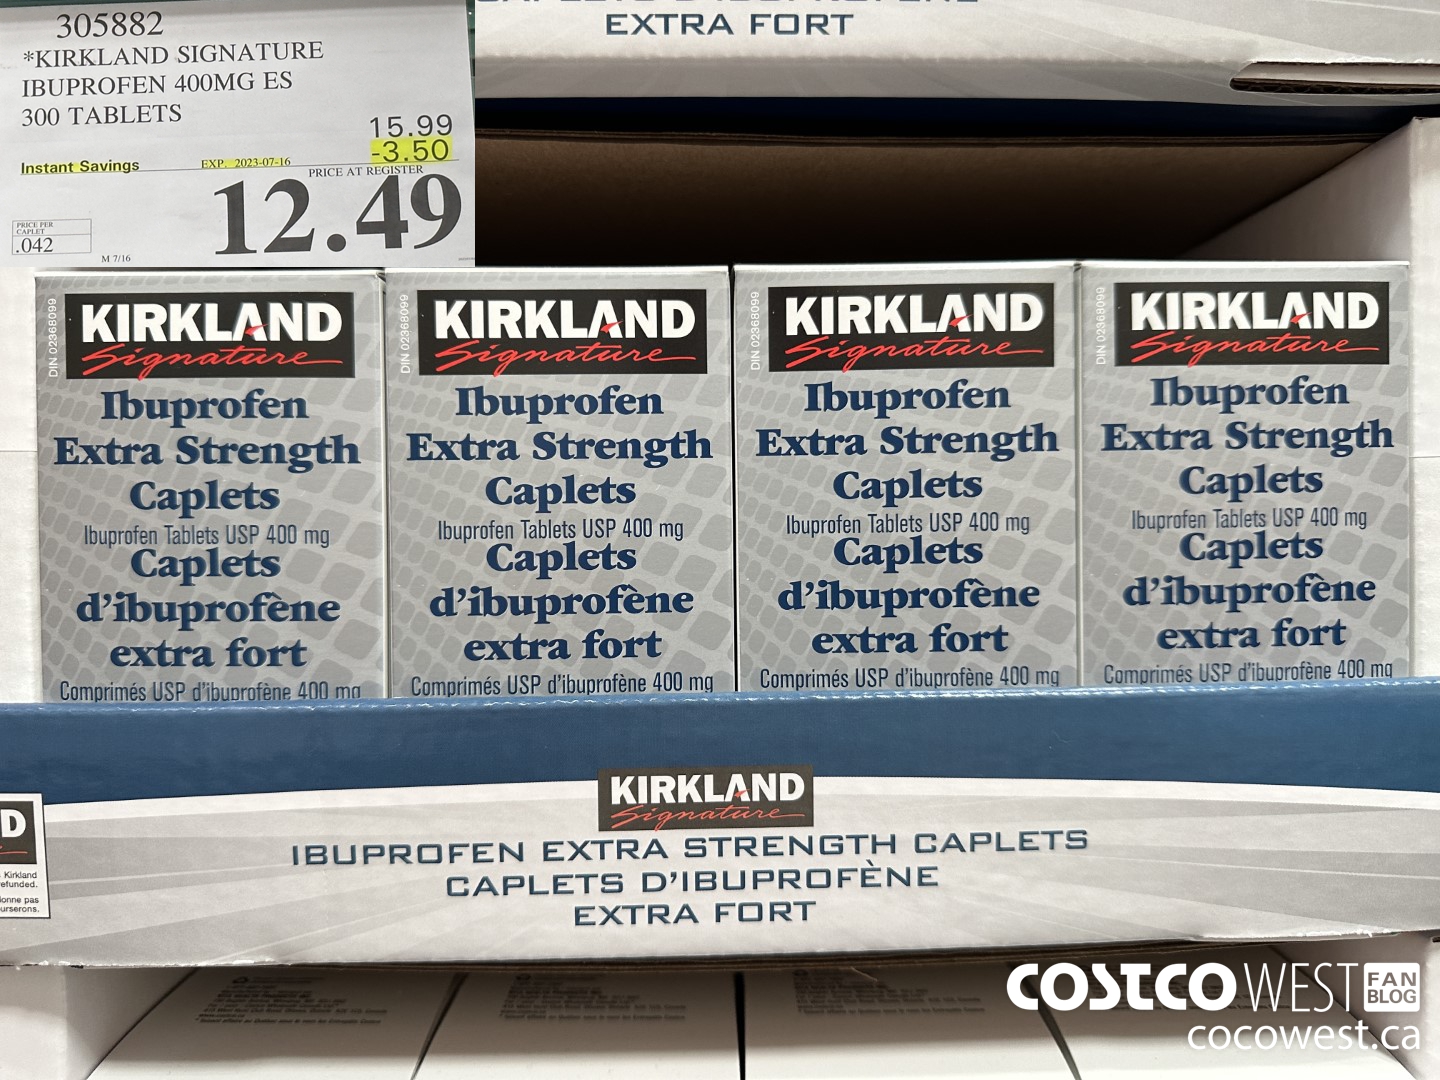 305882
*KIRKLAND SIGNATURE
IBUPROFEN 400MG ES
300 TABLETS
15.99
Instant Savings EXP. 2023-07-16 -3.50
PRICE AT REGISTER
12.49
PRICE PER
CAPLET
.042
M 7/16
EXTRA FORT
DIN 02368099
KIRKLAND
Signature
Ibuprofen
Extra Strength
Caplets
Ibuprofen Tablets USP 400 mg
Caplets
d'ibuprofène
extra fort
Comprimés USP d'ibuprofène 400 mg
DIN 02368099
KIRKLAND
Signature
Ibuprofen
Extra Strength
Caplets
Ibuprofen Tablets USP 400 mg
Caplets
d'ibuprofène
extra fort
Comprimés USP d'ibuprofène 400 mg
DIN 02368099
KIRKLAND
Signature
Ibuprofen
Extra Strength
Caplets
Ibuprofen Tablets USP 400 mg
Caplets
d'ibuprofène
extra fort
Comprimés USP d'ibuprofène 400 mg
DIN 02368099
KIRKLAND
Signature
Ibuprofen
Extra Strength
Caplets
Ibuprofen Tablets USP 400 mg
Caplets
d'ibuprofène
extra fort
Comprimés USP d'ibuprofène 400 mg
KIRKLAND
Signature
IBUPROFEN EXTRA STRENGTH CAPLETS
CAPLETS D'IBUPROFÈNE
EXTRA FORT
D
Kirkland
efunded.
donne pas
urserons.
COSTCO WEST FAN BLOG
cocowest.ca